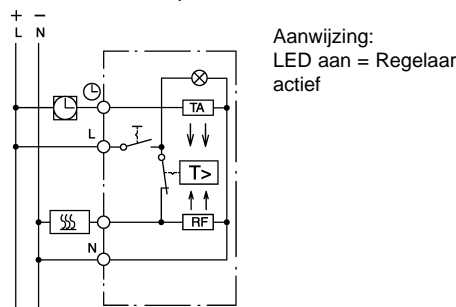 + −
L N
Aanwijzing:
LED aan = Regelaar
actief
TA
L
T>
RF
N